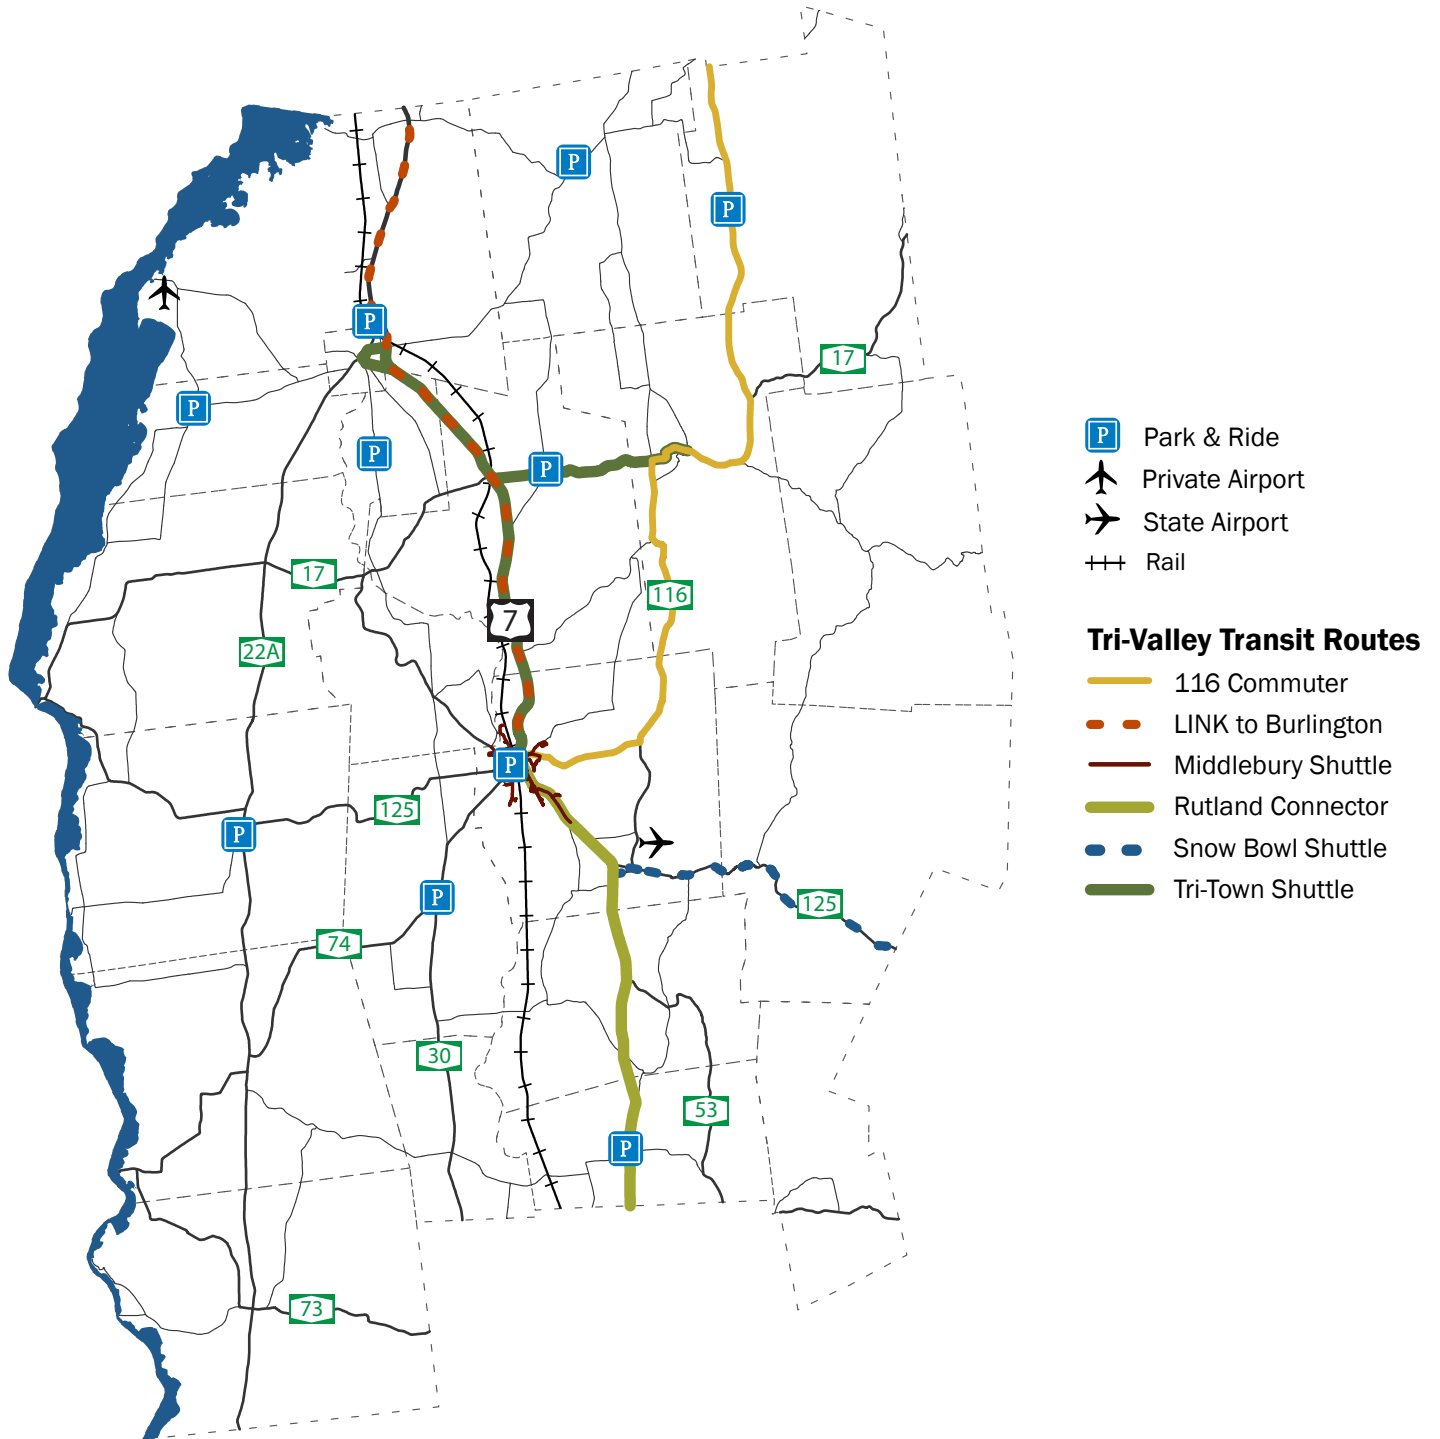 P
P
P
17
P
P
P
P
Park & Ride
Private Airport
State Airport
Rail
17
116
7
22A
Tri-Valley Transit Routes
116 Commuter
LINK to Burlington
Middlebury Shuttle
Rutland Connector
Snow Bowl Shuttle
Tri-Town Shuttle
P
125
P
P
125
74
30
53
P
73